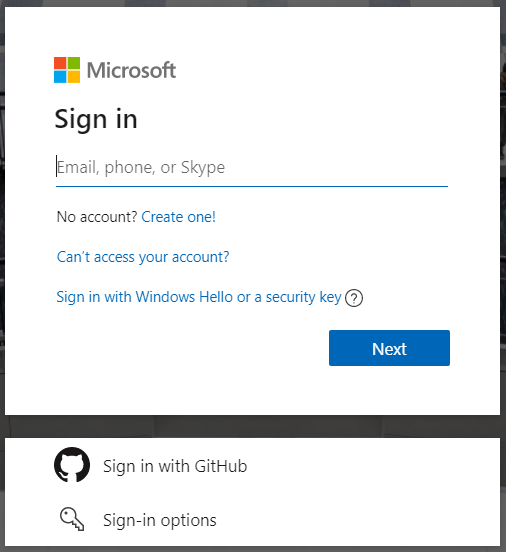 Microsoft
Sign in
Email, phone, or Skype
No account? Create one!
Can't access your account?
Sign in with Windows Hello or a security key ?
Next
Sign in with GitHub
Sign-in options